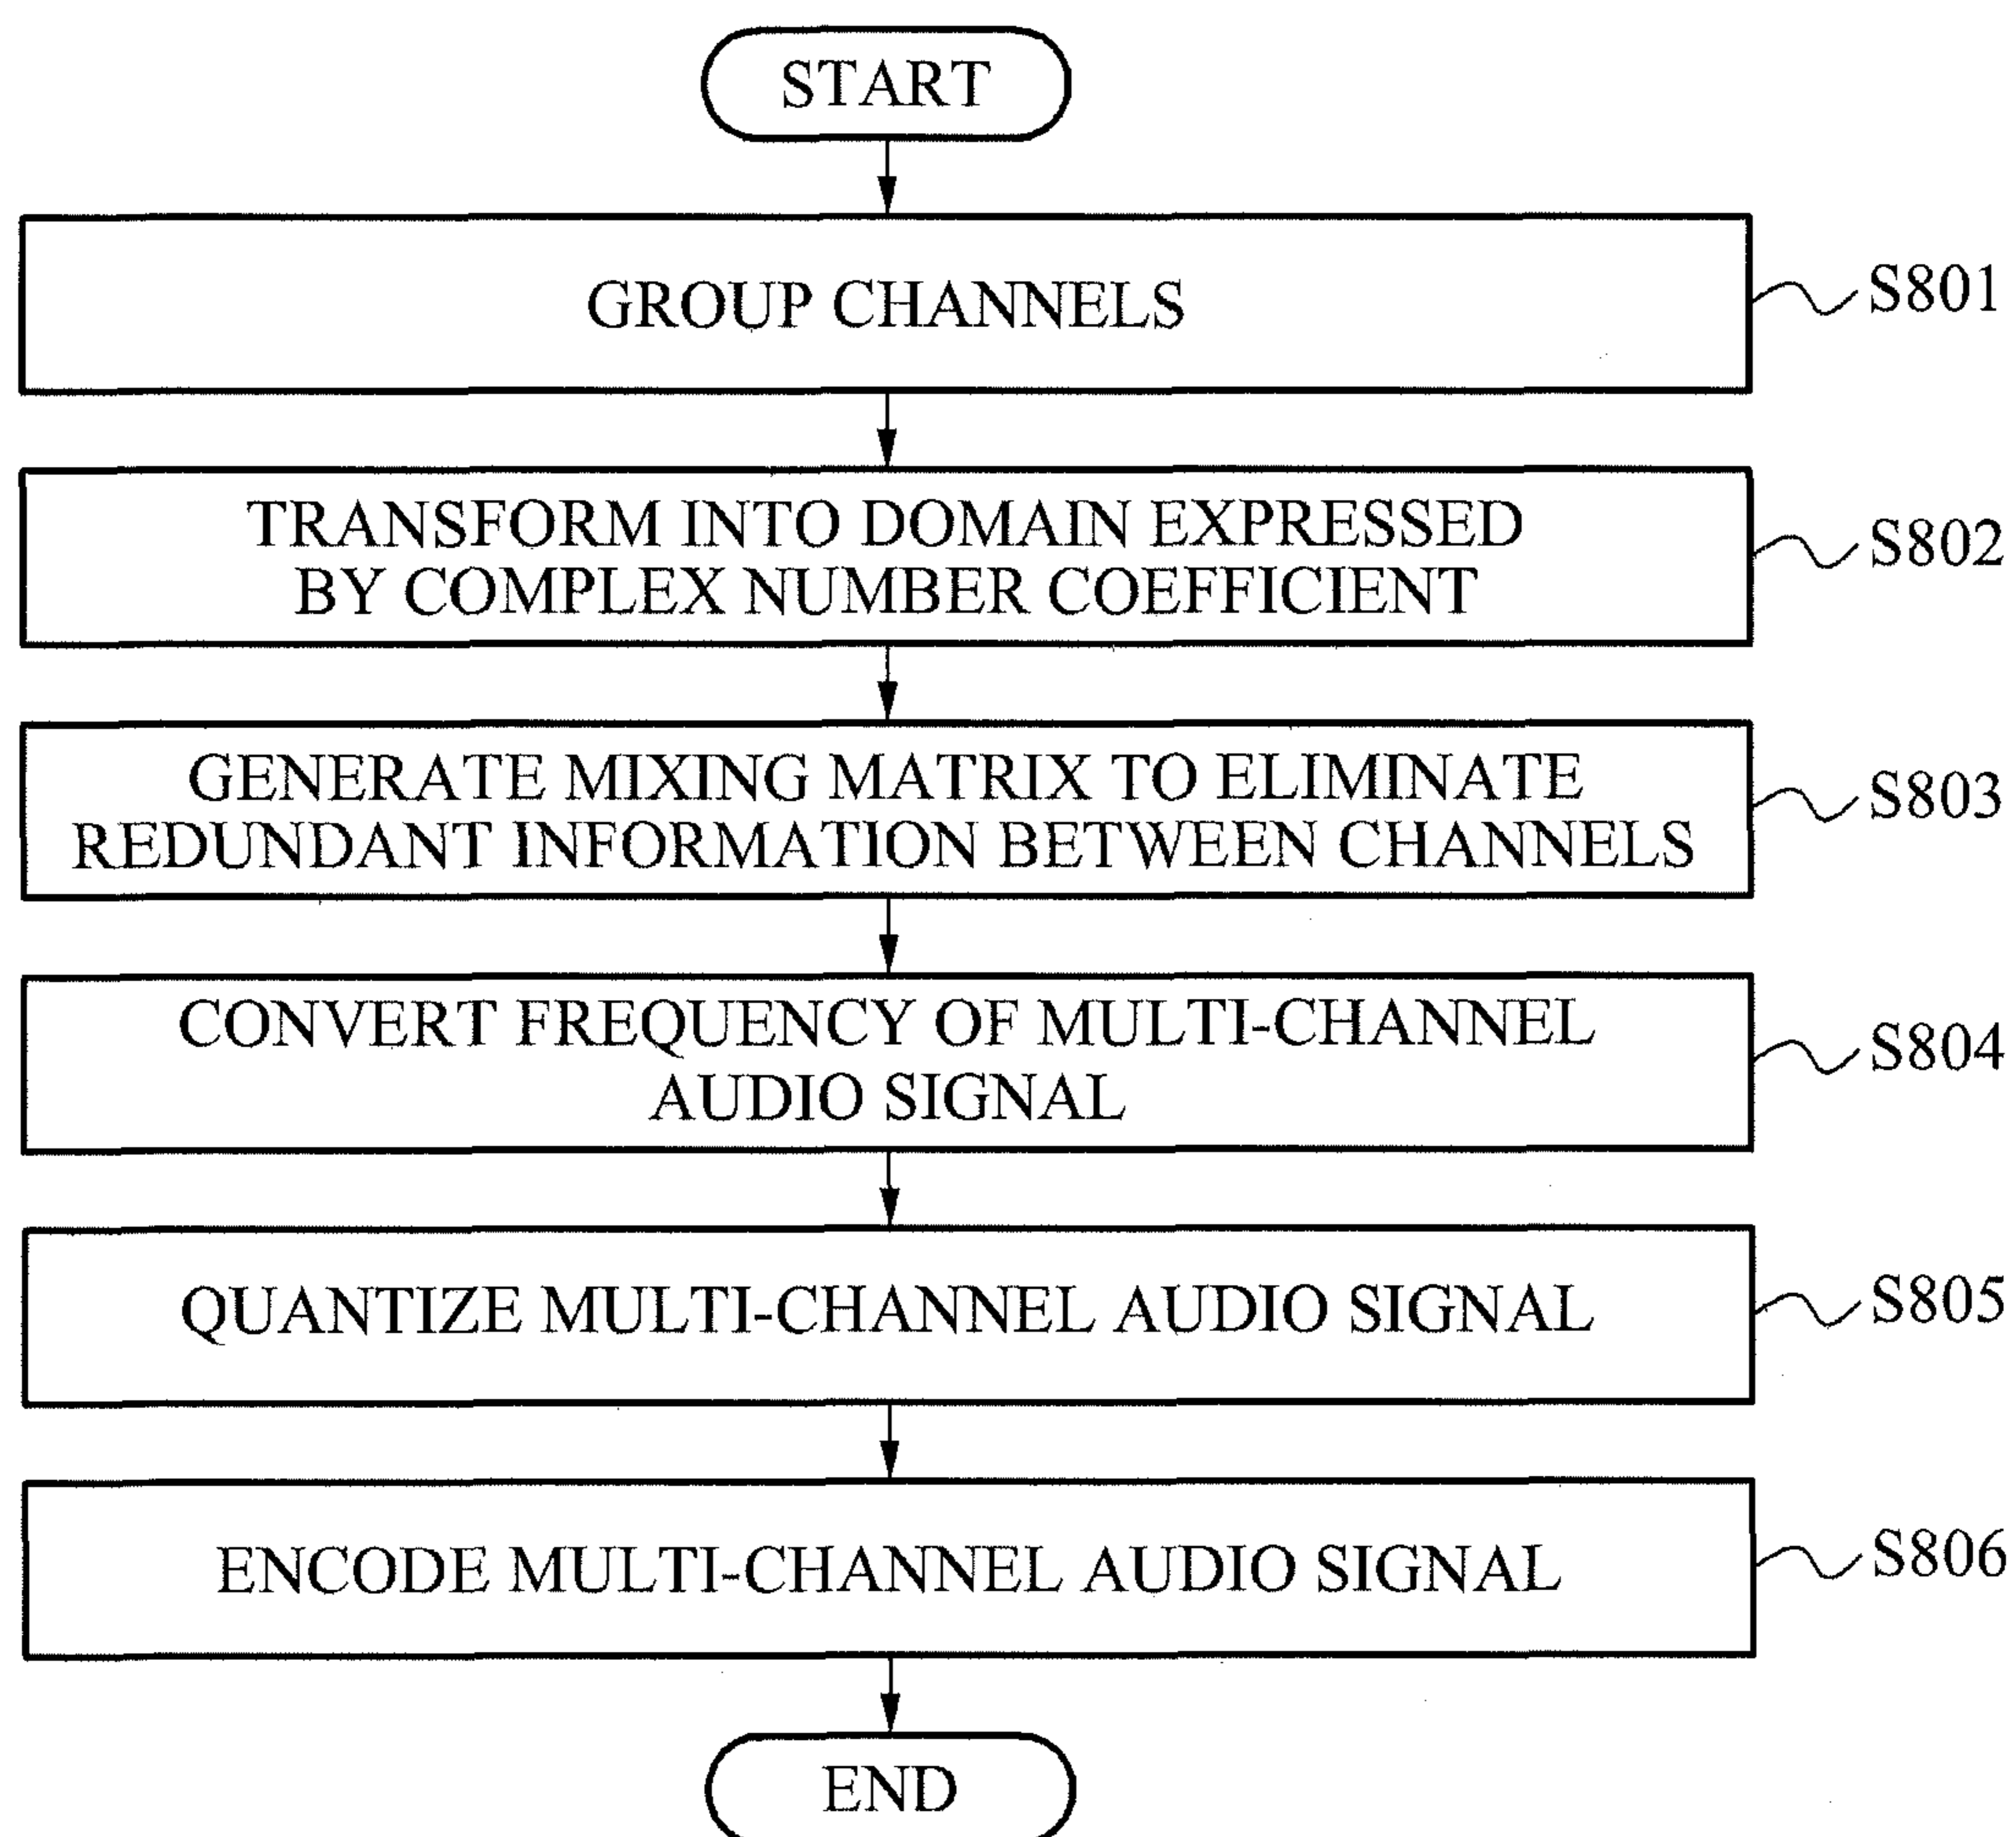 START
GROUP CHANNELS
S801
TRANSFORM INTO DOMAIN EXPRESSED
BY COMPLEX NUMBER COEFFICIENT
S802
GENERATE MIXING MATRIX TO ELIMINATE
REDUNDANT INFORMATION BETWEEN CHANNELS
S803
CONVERT FREQUENCY OF MULTI-CHANNEL
AUDIO SIGNAL
S804
QUANTIZE MULTI-CHANNEL AUDIO SIGNAL
S805
ENCODE MULTI-CHANNEL AUDIO SIGNAL
S806
END